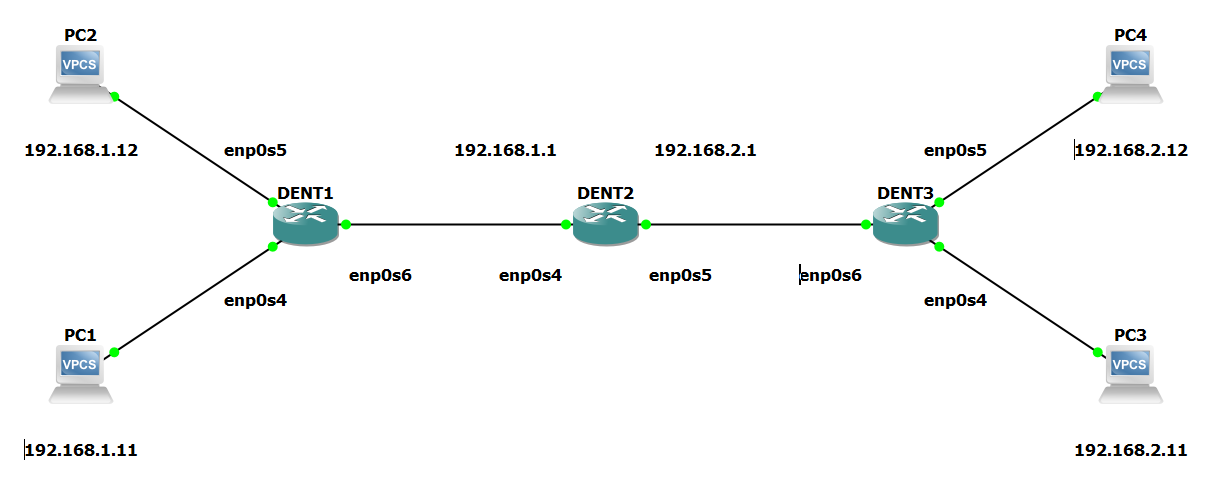 PC2
PC4
VPCS
VPCS
192.168.1.12
enp0s5
192.168.1.1
192.168.2.1
enp0s5
192.168.2.12
DENT1
DENT2
DENT3
enp0s6
enp0s4
enp0s5
enp0s6
enp0s4
enp0s4
PC1
PC3
VPCS
VPCS
192.168.1.11
192.168.2.11